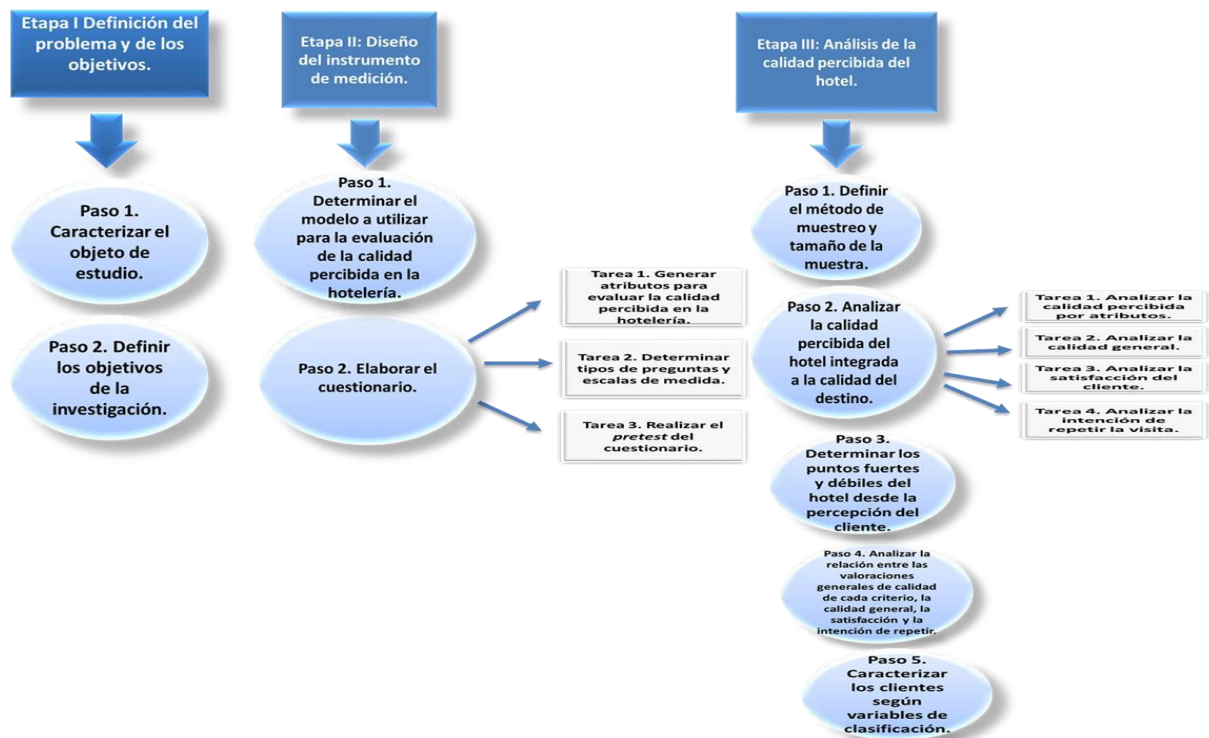 Etapa I Definición del
problema y de los
objetivos.
Paso 1.
Caracterizar el
objeto de
estudio.
Paso 2. Definir
los objetivos
de la
investigación.
Etapa II: Diseño
del instrumento
de medición.
Paso 1.
Determinar el
modelo a utilizar
para la evaluación
de la calidad
percibida en la
hotelería.
Paso 2. Elaborar el
cuestionario.
Tarea 1. Generar
atributos para
evaluar la calidad
percibida en la
hotelería.
Tarea 2. Determinar
tipos de preguntas y
escalas de medida.
Tarea 3. Realizar el
pretest del
cuestionario.
Etapa III: Análisis de la
calidad percibida del
hotel.
Paso 1. Definir
el método de
muestreo y
tamaño de la
muestra.
Paso 2. Analizar
la calidad
percibida del
hotel integrada
a la calidad del
destino.
Tarea 1. Analizar la
calidad percibida
por atributos.
Tarea 2. Analizar la
calidad general.
Tarea 3. Analizar la
satisfacción del
cliente.
Tarea 4. Analizar la
intención de
repetir la visita.
Paso 3.
Determinar los
puntos fuertes
y débiles del
hotel desde la
percepción del
cliente.
Paso 4. Analizar la
relación entre las
valoraciones
generales de calidad
de cada criterio, la
calidad general, la
satisfacción y la
intención de repetir.
Paso 5.
Caracterizar
los clientes
según
variables de
clasificación.